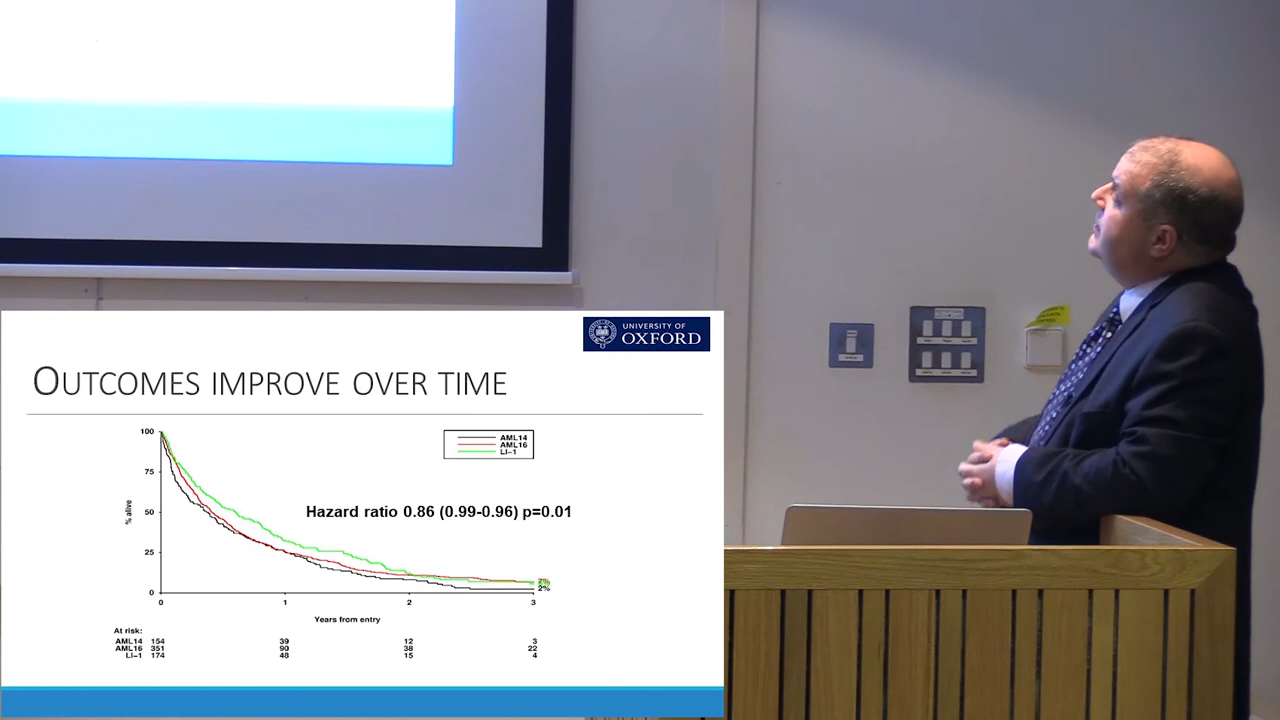 UNIVERSITY OF
OXFORD
OUTCOMES IMPROVE OVER TIME
AML14
AML16
LI-1
Hazard ratio 0.86 (0.99-0.96) p=0.01
% alive
100
75
50
25
0
7%
2%
0 1 2 3
Years from entry
At risk:
AML14 154 39 12 3
AML16 351 90 38 22
LI-1 174 48 15 4